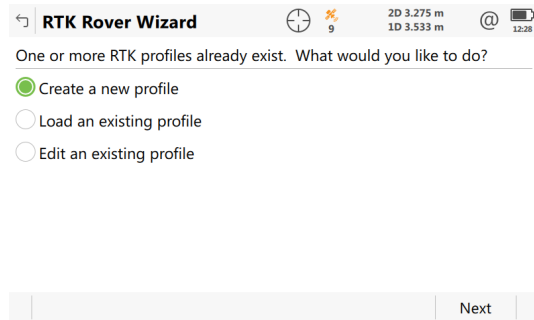 RTK Rover Wizard
9
2D 3.275 m
1D 3.533 m
@
12:28
One or more RTK profiles already exist. What would you like to do?
Create a new profile
Load an existing profile
Edit an existing profile
Next